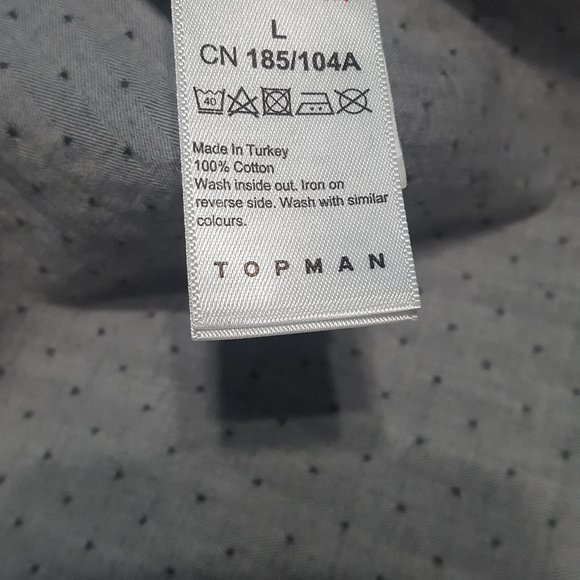 L
CN 185/104A
40
Made In Turkey
100% Cotton
Wash inside out. Iron on
reverse side. Wash with similar
colours.
TOPMAN